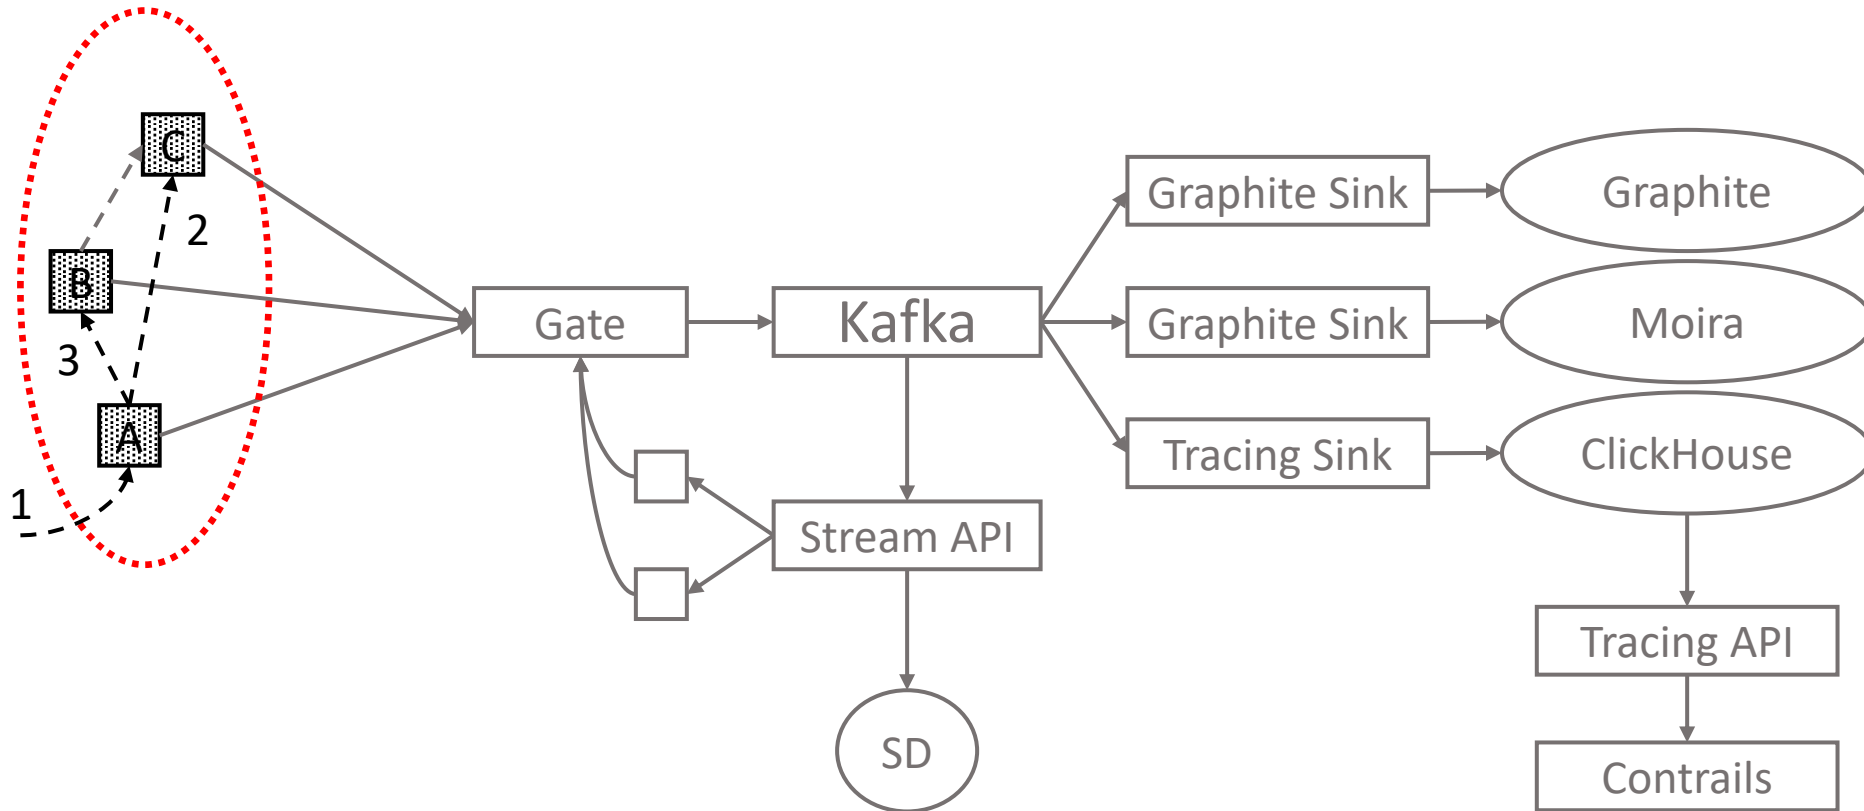 C
2
B
3
A
1
Gate
Kafka
Graphite Sink
Graphite
Graphite Sink
Moira
Tracing Sink
ClickHouse
Stream API
SD
Tracing API
Contrails